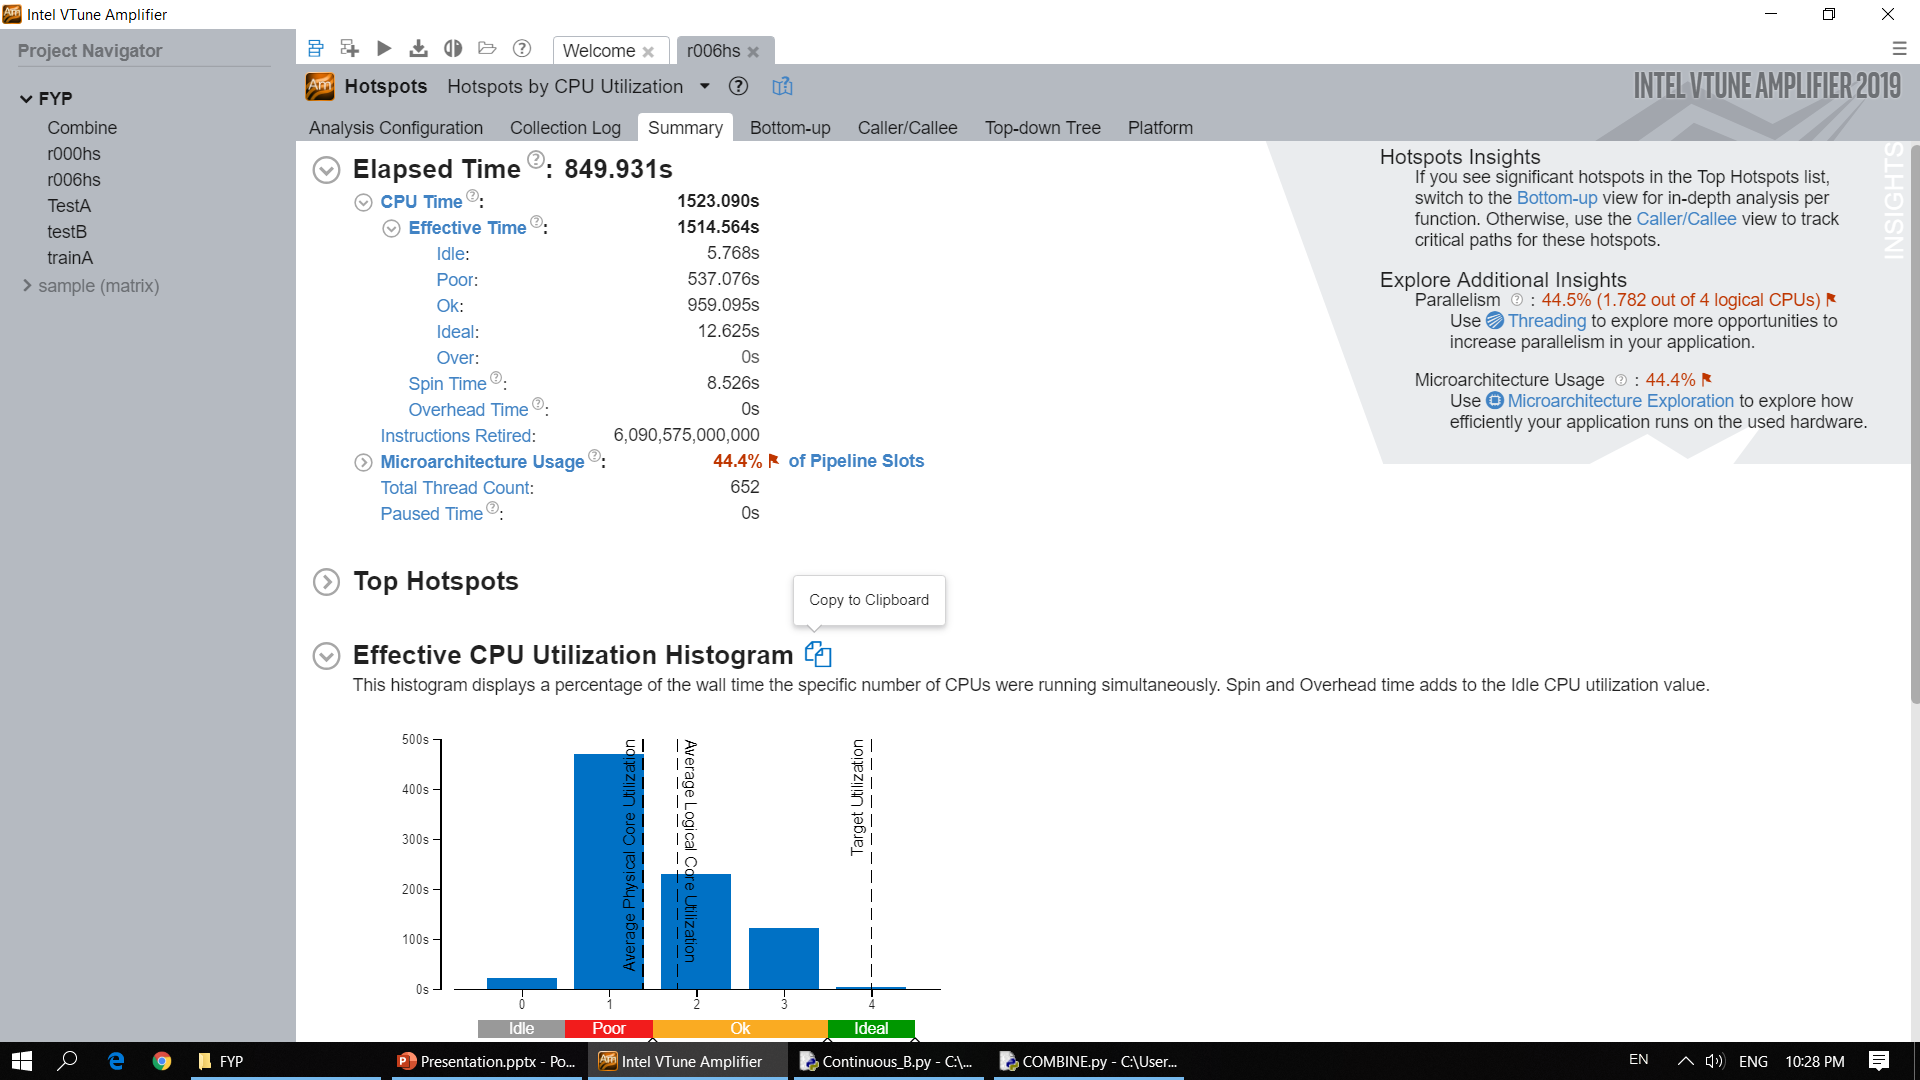 Intel VTune Amplifier
Project Navigator
FYP
Combine
r000hs
r006hs
TestA
testB
trainA
sample (matrix)
Welcome
r006hs
Hotspots Hotspots by CPU Utilization
INTEL VTUNE AMPLIFIER 2019
Analysis Configuration Collection Log Summary Bottom-up Caller/Callee Top-down Tree Platform
Elapsed Time ? : 849.931s
CPU Time ? : 1523.090s
Effective Time ? : 1514.564s
Idle: 5.768s
Poor: 537.076s
Ok: 959.095s
Ideal: 12.625s
Over: 0s
Spin Time ? : 8.526s
Overhead Time ? : 0s
Instructions Retired: 6,090,575,000,000
Microarchitecture Usage ? : 44.4% of Pipeline Slots
Total Thread Count: 652
Paused Time ? : 0s
INSIGHTS
Hotspots Insights
If you see significant hotspots in the Top Hotspots list,
switch to the Bottom-up view for in-depth analysis per
function. Otherwise, use the Caller/Callee view to track
critical paths for these hotspots.
Explore Additional Insights
Parallelism ? : 44.5% (1.782 out of 4 logical CPUs)
Use Threading to explore more opportunities to
increase parallelism in your application.
Microarchitecture Usage ? : 44.4%
Use Microarchitecture Exploration to explore how
efficiently your application runs on the used hardware.
Top Hotspots
Copy to Clipboard
Effective CPU Utilization Histogram
This histogram displays a percentage of the wall time the specific number of CPUs were running simultaneously. Spin and Overhead time adds to the Idle CPU utilization value.
500s
400s
300s
200s
100s
0s
Average Physical Core Utilization
Average Logical Core Utilization
Target Utilization
0 1 2 3 4
Idle Poor Ok Ideal
FYP
Presentation.pptx - Po...
Intel VTune Amplifier
Continuous_B.py - C:\...
COMBINE.py - C:\User...
EN
ENG
10:28 PM